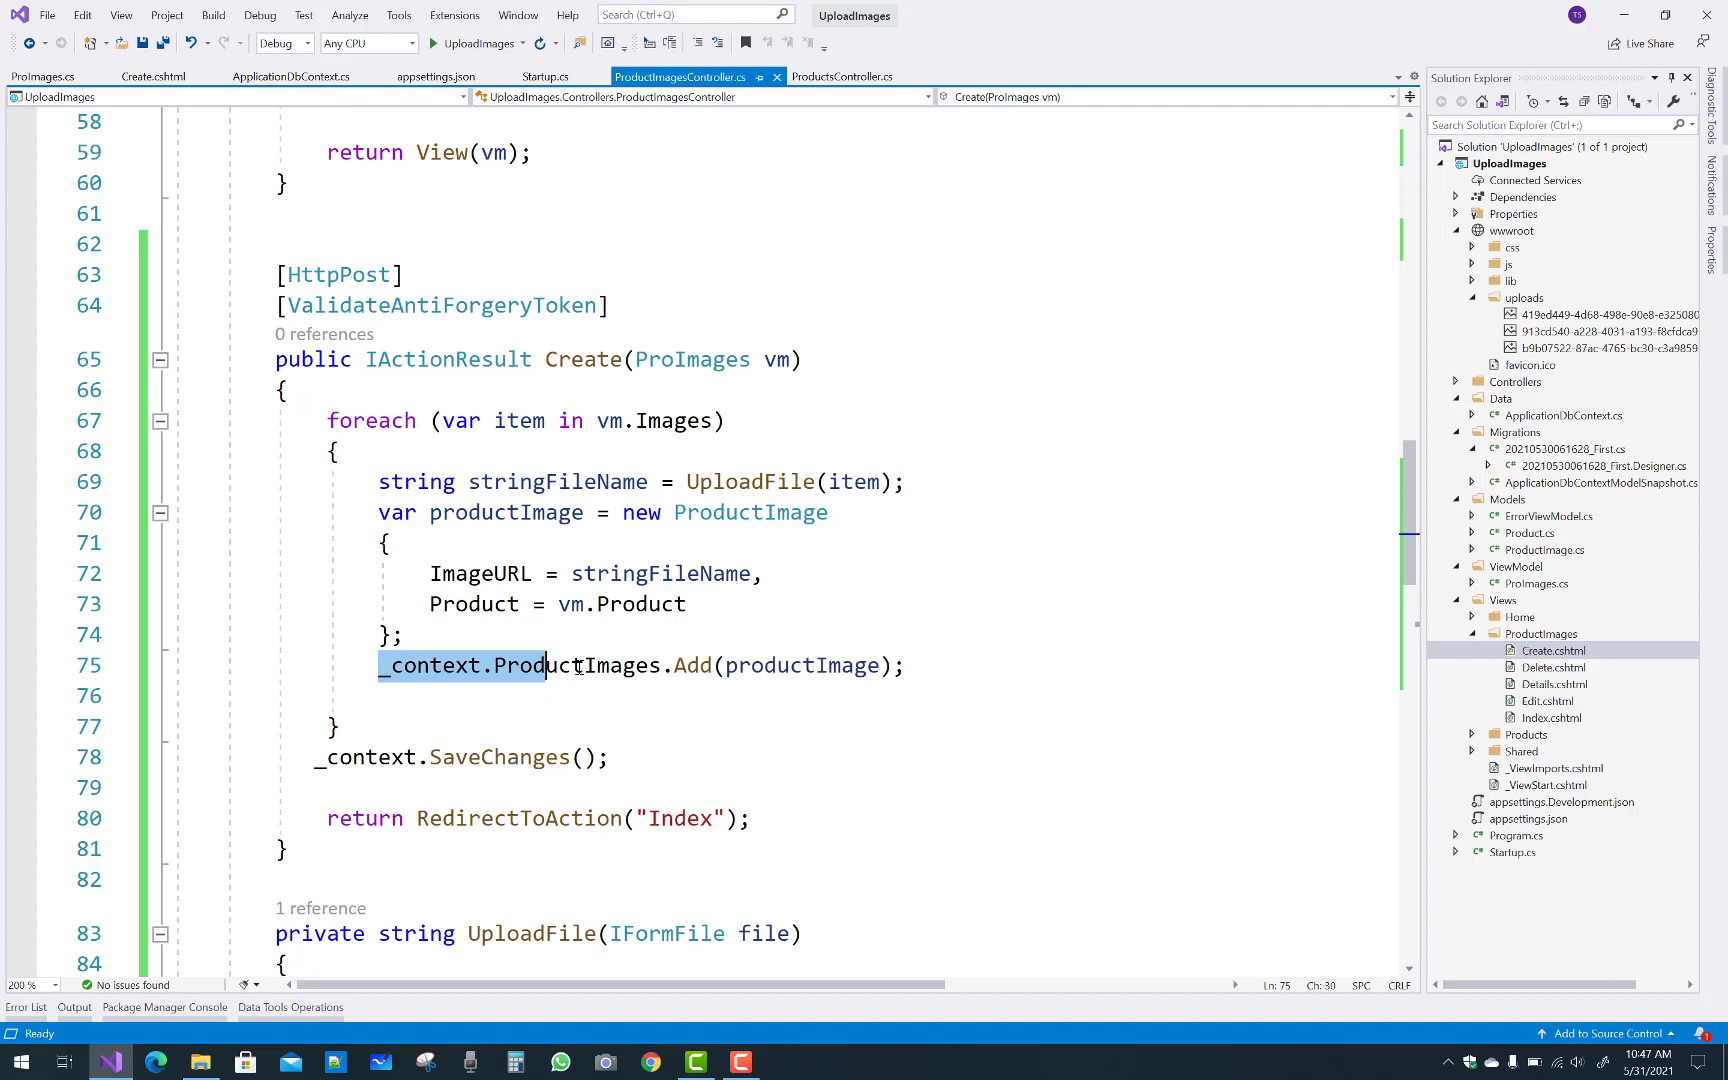 File Edit View Project Build Debug Test Analyze Tools Extensions Window Help Search (Ctrl+Q) UploadImages TS
Debug Any CPU UploadImages Live Share
ProImages.cs Create.cshtml ApplicationDbContext.cs appsettings.json Startup.cs ProductImagesController.cs ProductsController.cs
UploadImages UploadImages.Controllers.ProductImagesController Create(ProImages vm)
58
59 return View(vm);
60 }
61
62
63 [HttpPost]
64 [ValidateAntiForgeryToken]
0 references
65 public IActionResult Create(ProImages vm)
66 {
67 foreach (var item in vm.Images)
68 {
69 string stringFileName = UploadFile(item);
70 var productImage = new ProductImage
71 {
72 ImageURL = stringFileName,
73 Product = vm.Product
74 };
75 _context.ProductImages.Add(productImage);
76
77 }
78 _context.SaveChanges();
79
80 return RedirectToAction("Index");
81 }
82
1 reference
83 private string UploadFile(IFormFile file)
84 {
200 % No issues found Ln: 75 Ch: 30 SPC CRLF
Error List Output Package Manager Console Data Tools Operations
Ready Add to Source Control 1
Solution Explorer
Search Solution Explorer (Ctrl+;)
Solution 'UploadImages' (1 of 1 project)
UploadImages
Connected Services
Dependencies
Properties
wwwroot
css
js
lib
uploads
419ed449-4d68-498e-90e8-e325080
913cd540-a228-4031-a193-f8cfdca9
b9b07522-87ac-4765-bc30-c3a9859
favicon.ico
Controllers
Data
C# ApplicationDbContext.cs
Migrations
C# 20210530061628_First.cs
C# 20210530061628_First.Designer.cs
C# ApplicationDbContextModelSnapshot.cs
Models
C# ErrorViewModel.cs
C# Product.cs
C# ProductImage.cs
ViewModel
C# ProImages.cs
Views
Home
ProductImages
Create.cshtml
Delete.cshtml
Details.cshtml
Edit.cshtml
Index.cshtml
Products
Shared
_ViewImports.cshtml
_ViewStart.cshtml
appsettings.Development.json
appsettings.json
C# Program.cs
C# Startup.cs
Diagnostic Tools
Notifications
Properties
10:47 AM
5/31/2021